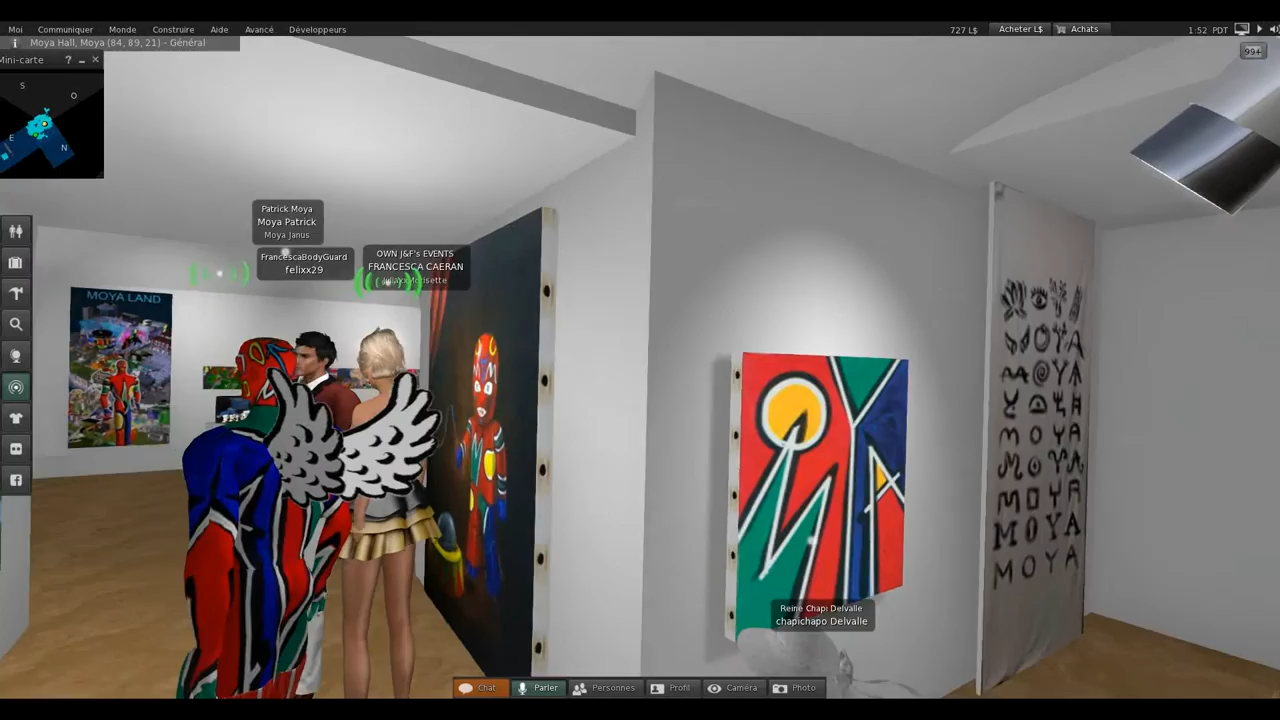 Moi Communiquer Monde Construire Aide Avancé Développeurs 727 L$ Acheter L$ Achats 1:52 PDT
Moya Hall, Moya (84, 89, 21) - Général
99+
Mini-carte ?
S
O
E
N
Patrick Moya
Moya Patrick
Moya Janus
FrancescaBodyGuard
felixx29
OWN J&F's EVENTS
FRANCESCA CAERAN
MOYA LAND
MOYA
MOYA
MOYA
MOYA
Reine Chapi Delvalle
chapichapo Delvalle
Chat Parler Personnes Profil Caméra Photo